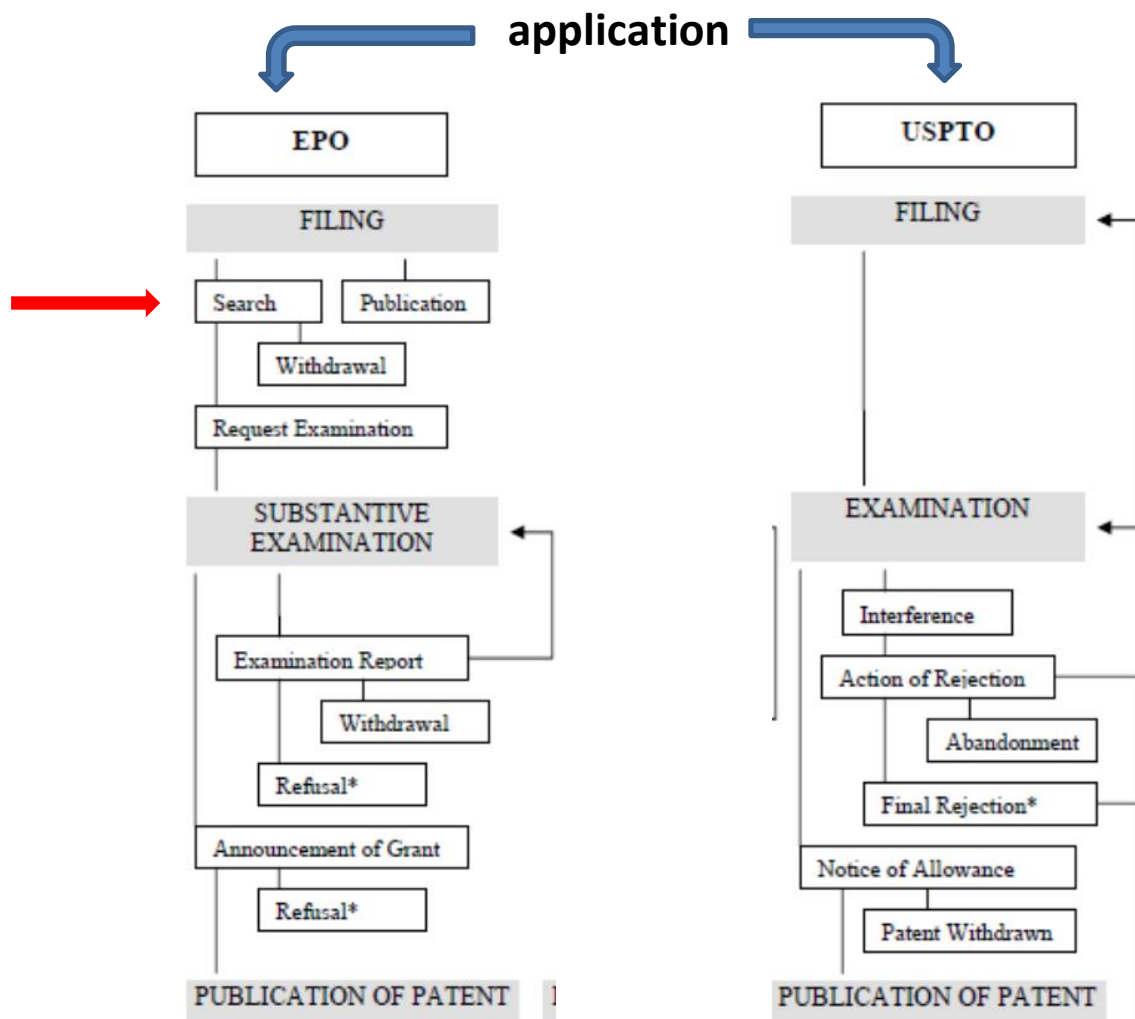 application
EPO
FILING
Search
Publication
Withdrawal
Request Examination
SUBSTANTIVE
EXAMINATION
Examination Report
Withdrawal
Refusal*
Announcement of Grant
Refusal*
PUBLICATION OF PATENT
USPTO
FILING
EXAMINATION
Interference
Action of Rejection
Abandonment
Final Rejection*
Notice of Allowance
Patent Withdrawn
PUBLICATION OF PATENT